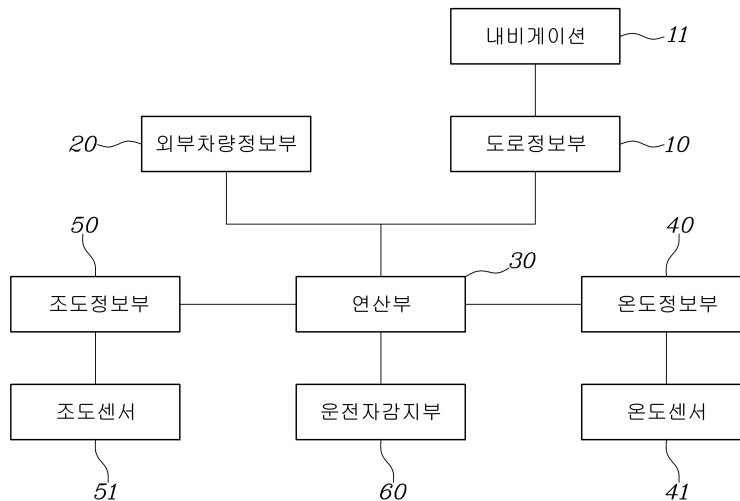 내비게이션
11
20
외부차량정보부
도로정보부
10
50
40
30
조도정보부
연산부
온도정보부
조도센서
운전자감지부
온도센서
51
60
41